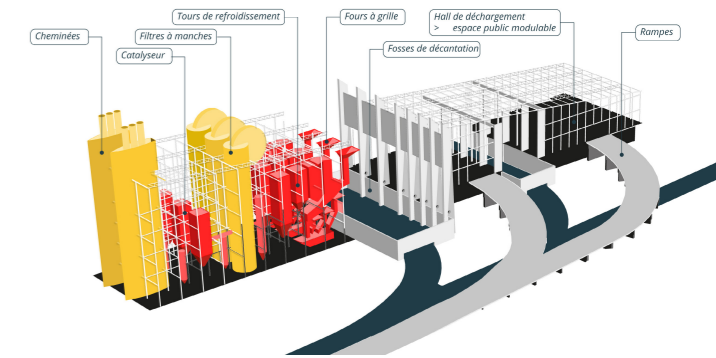 Tours de refroidissement
Fours à grille
Hall de déchargement
> espace public modulable
Cheminées
Filtres à manches
Rampes
Catalyseur
Fosses de décantation